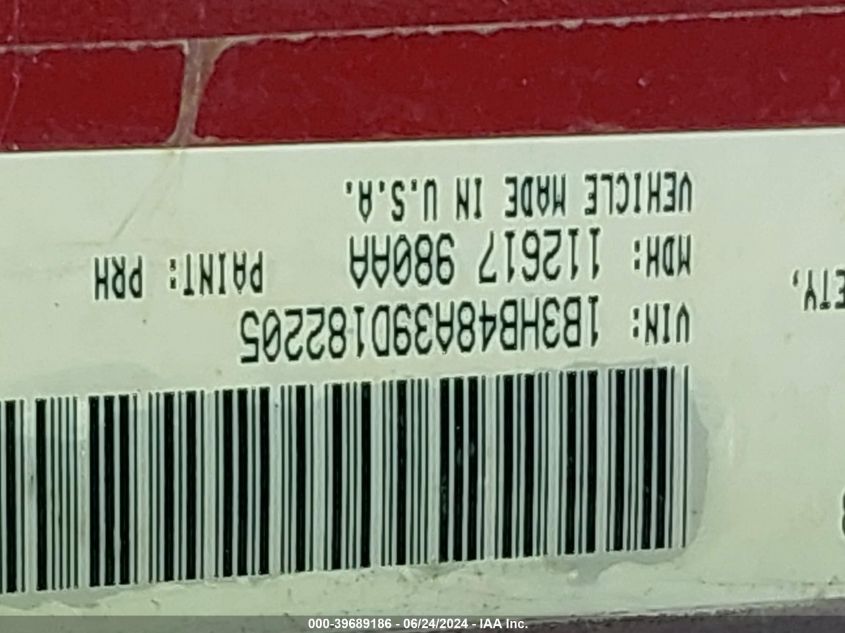 VIN: 1B3HB48A39D182205
ETY,
MDH: 112617 980AA PAINT: PRH
VEHICLE MADE IN U.S.A.
000-39689186 - 06/24/2024 - IAA Inc.